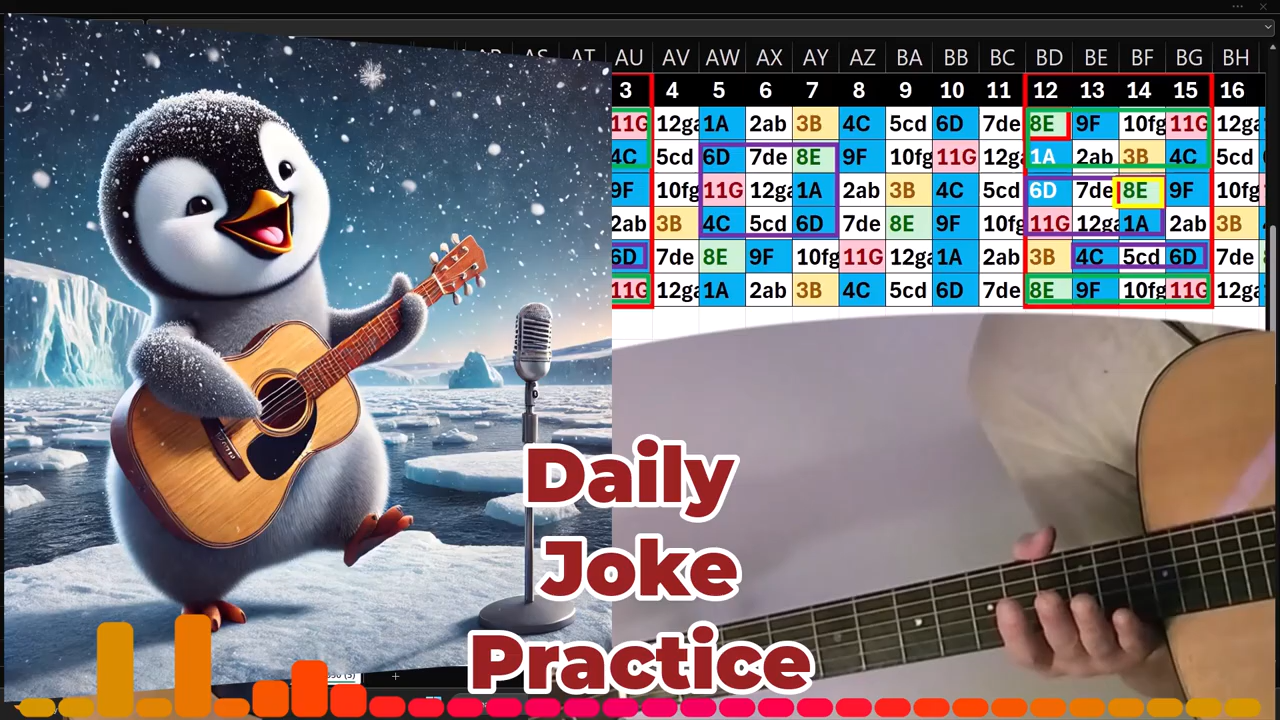 AR AS AT AU AV AW AX AY AZ BA BB BC BD BE BF BG BH
3 4 5 6 7 8 9 10 11 12 13 14 15 16
11G 12ga 1A 2ab 3B 4C 5cd 6D 7de 8E 9F 10fg 11G 12ga
4C 5cd 6D 7de 8E 9F 10fg 11G 12ga 1A 2ab 3B 4C 5cd
9F 10fg 11G 12ga 1A 2ab 3B 4C 5cd 6D 7de 8E 9F 10fg
2ab 3B 4C 5cd 6D 7de 8E 9F 10fg 11G 12ga 1A 2ab 3B
6D 7de 8E 9F 10fg 11G 12ga 1A 2ab 3B 4C 5cd 6D 7de
11G 12ga 1A 2ab 3B 4C 5cd 6D 7de 8E 9F 10fg 11G 12ga
Daily
Joke
Practice